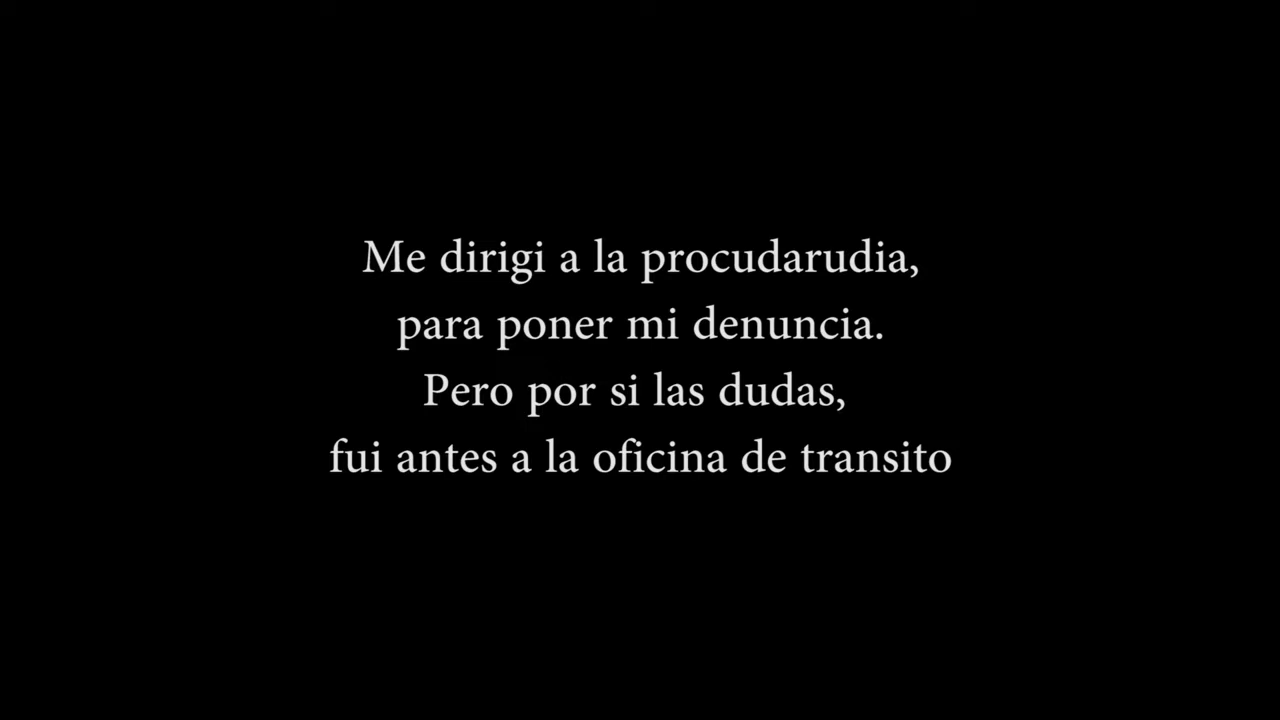 Me dirigi a la procudarudia,
para poner mi denuncia.
Pero por si las dudas,
fui antes a la oficina de transito